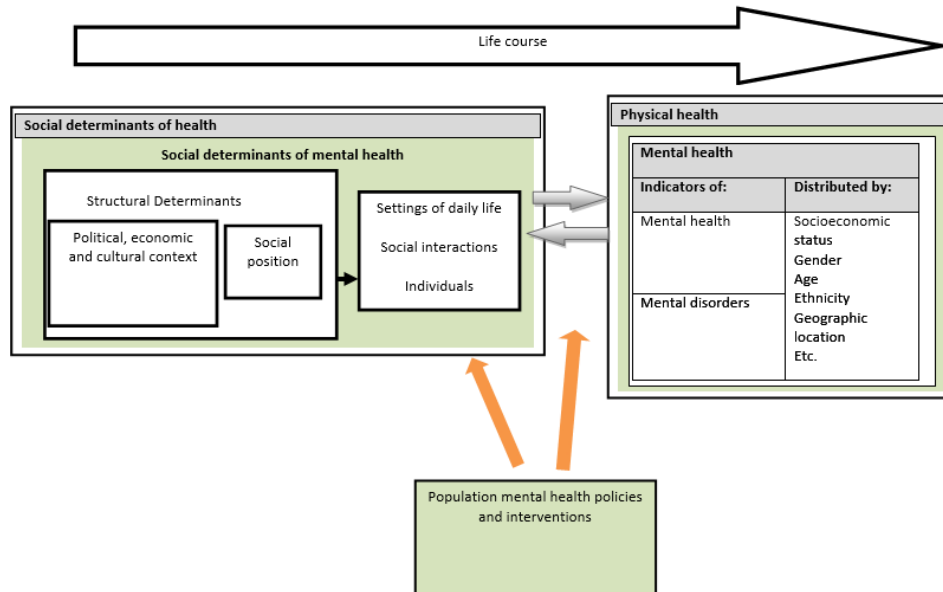 Life course
Social determinants of health
Social determinants of mental health
Structural Determinants
Political, economic
and cultural context
Social
position
Settings of daily life
Social interactions
Individuals
Physical health
Mental health
Indicators of:
Distributed by:
Mental health
Mental disorders
Socioeconomic
status
Gender
Age
Ethnicity
Geographic
location
Etc.
Population mental health policies
and interventions